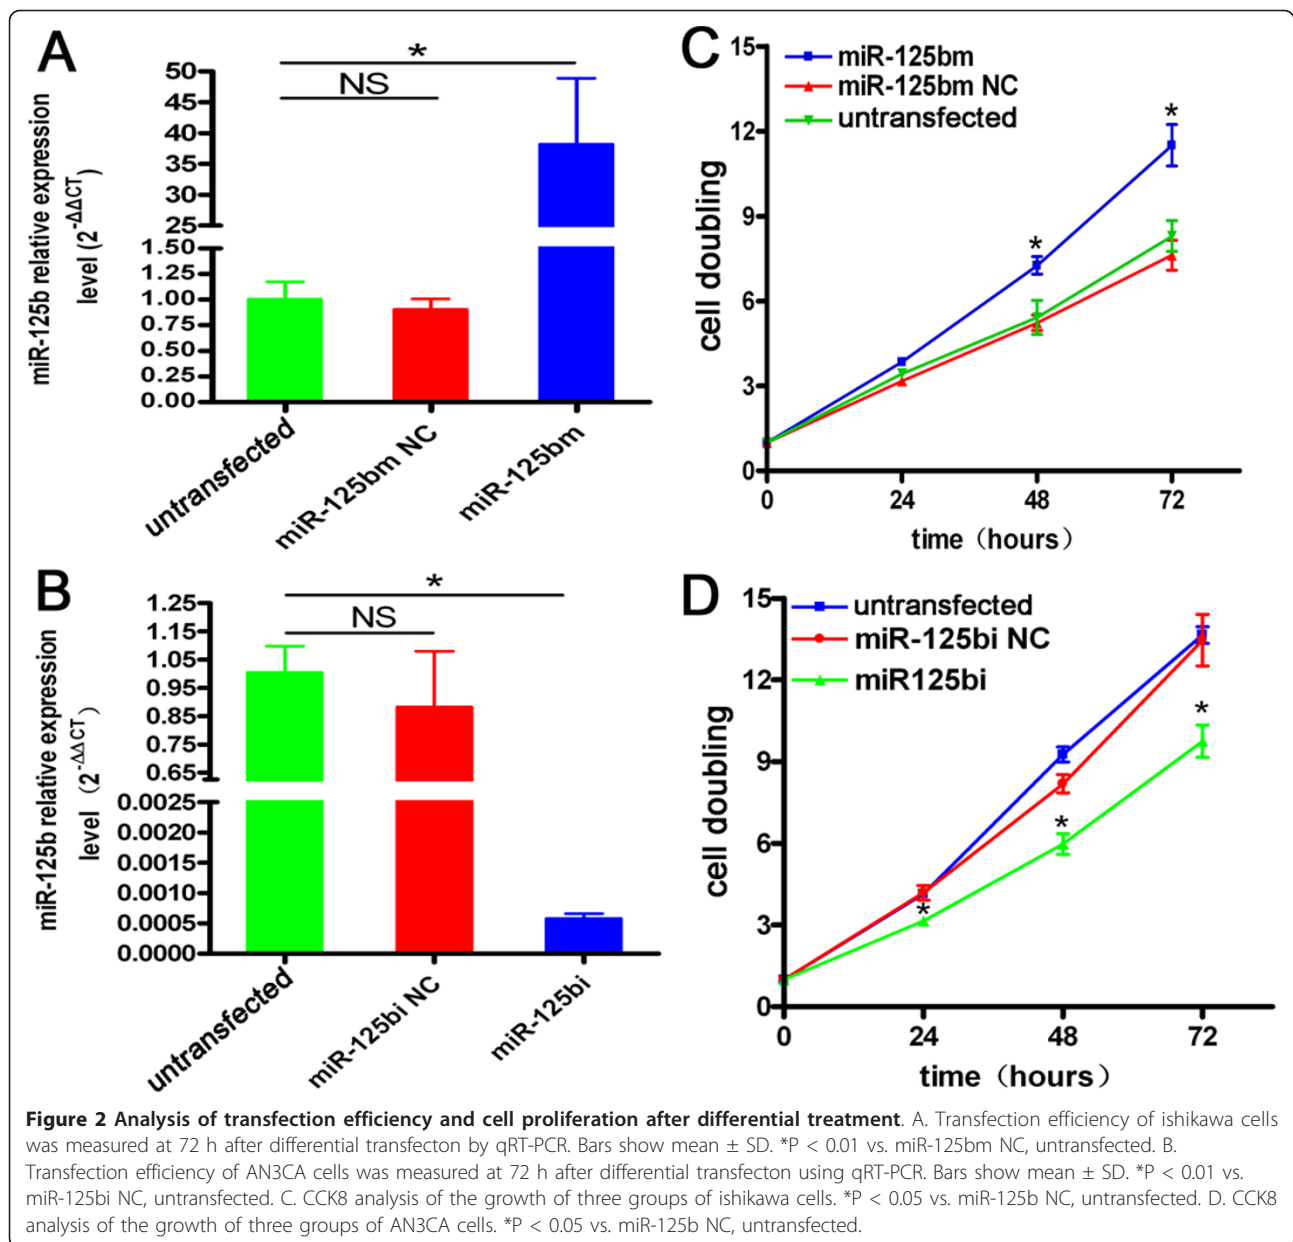 A
*
NS
miR-125b relative expression
level (2^-ΔΔCT)
50
45
40
35
30
25
1.50
1.25
1.00
0.75
0.50
0.25
0.00
untransfected
miR-125bm NC
miR-125bm
C
miR-125bm
miR-125bm NC
untransfected
cell doubling
15
12
9
6
3
0
*
*
0 24 48 72
time（hours）
B
*
NS
miR-125b relative expression
level（2^-ΔΔCT）
1.25
1.15
1.05
0.95
0.85
0.75
0.65
0.0025
0.0020
0.0015
0.0010
0.0005
0.0000
untransfected
miR-125bi NC
miR-125bi
D
untransfected
miR-125bi NC
miR125bi
cell doubling
15
12
9
6
3
0
*
*
*
0 24 48 72
time（hours）
Figure 2 Analysis of transfection efficiency and cell proliferation after differential treatment. A. Transfection efficiency of ishikawa cells
was measured at 72 h after differential transfecton by qRT-PCR. Bars show mean ± SD. *P < 0.01 vs. miR-125bm NC, untransfected. B.
Transfection efficiency of AN3CA cells was measured at 72 h after differential transfecton using qRT-PCR. Bars show mean ± SD. *P < 0.01 vs.
miR-125bi NC, untransfected. C. CCK8 analysis of the growth of three groups of ishikawa cells. *P < 0.05 vs. miR-125b NC, untransfected. D. CCK8
analysis of the growth of three groups of AN3CA cells. *P < 0.05 vs. miR-125b NC, untransfected.